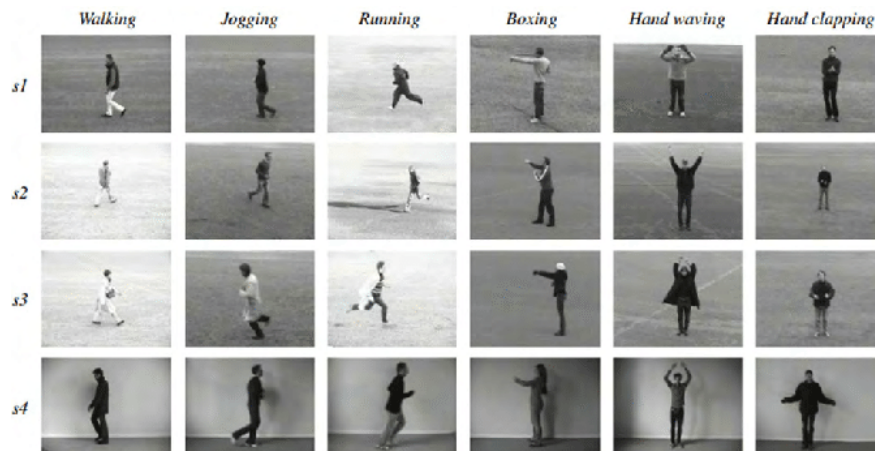 Walking Jogging Running Boxing Hand waving Hand clapping
s1
s2
s3
s4